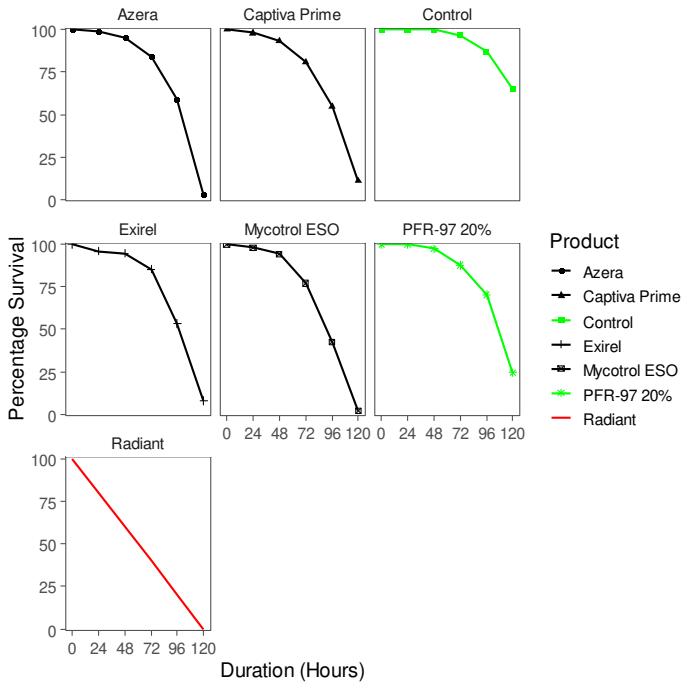 Azera
Captiva Prime
Control
100
75
50
25
0
Exirel
Mycotrol ESO
PFR-97 20%
100
75
50
25
0
0 24 48 72 96 120
0 24 48 72 96 120
Radiant
100
75
50
25
0
0 24 48 72 96 120
Percentage Survival
Duration (Hours)
Product
Azera
Captiva Prime
Control
Exirel
Mycotrol ESO
PFR-97 20%
Radiant